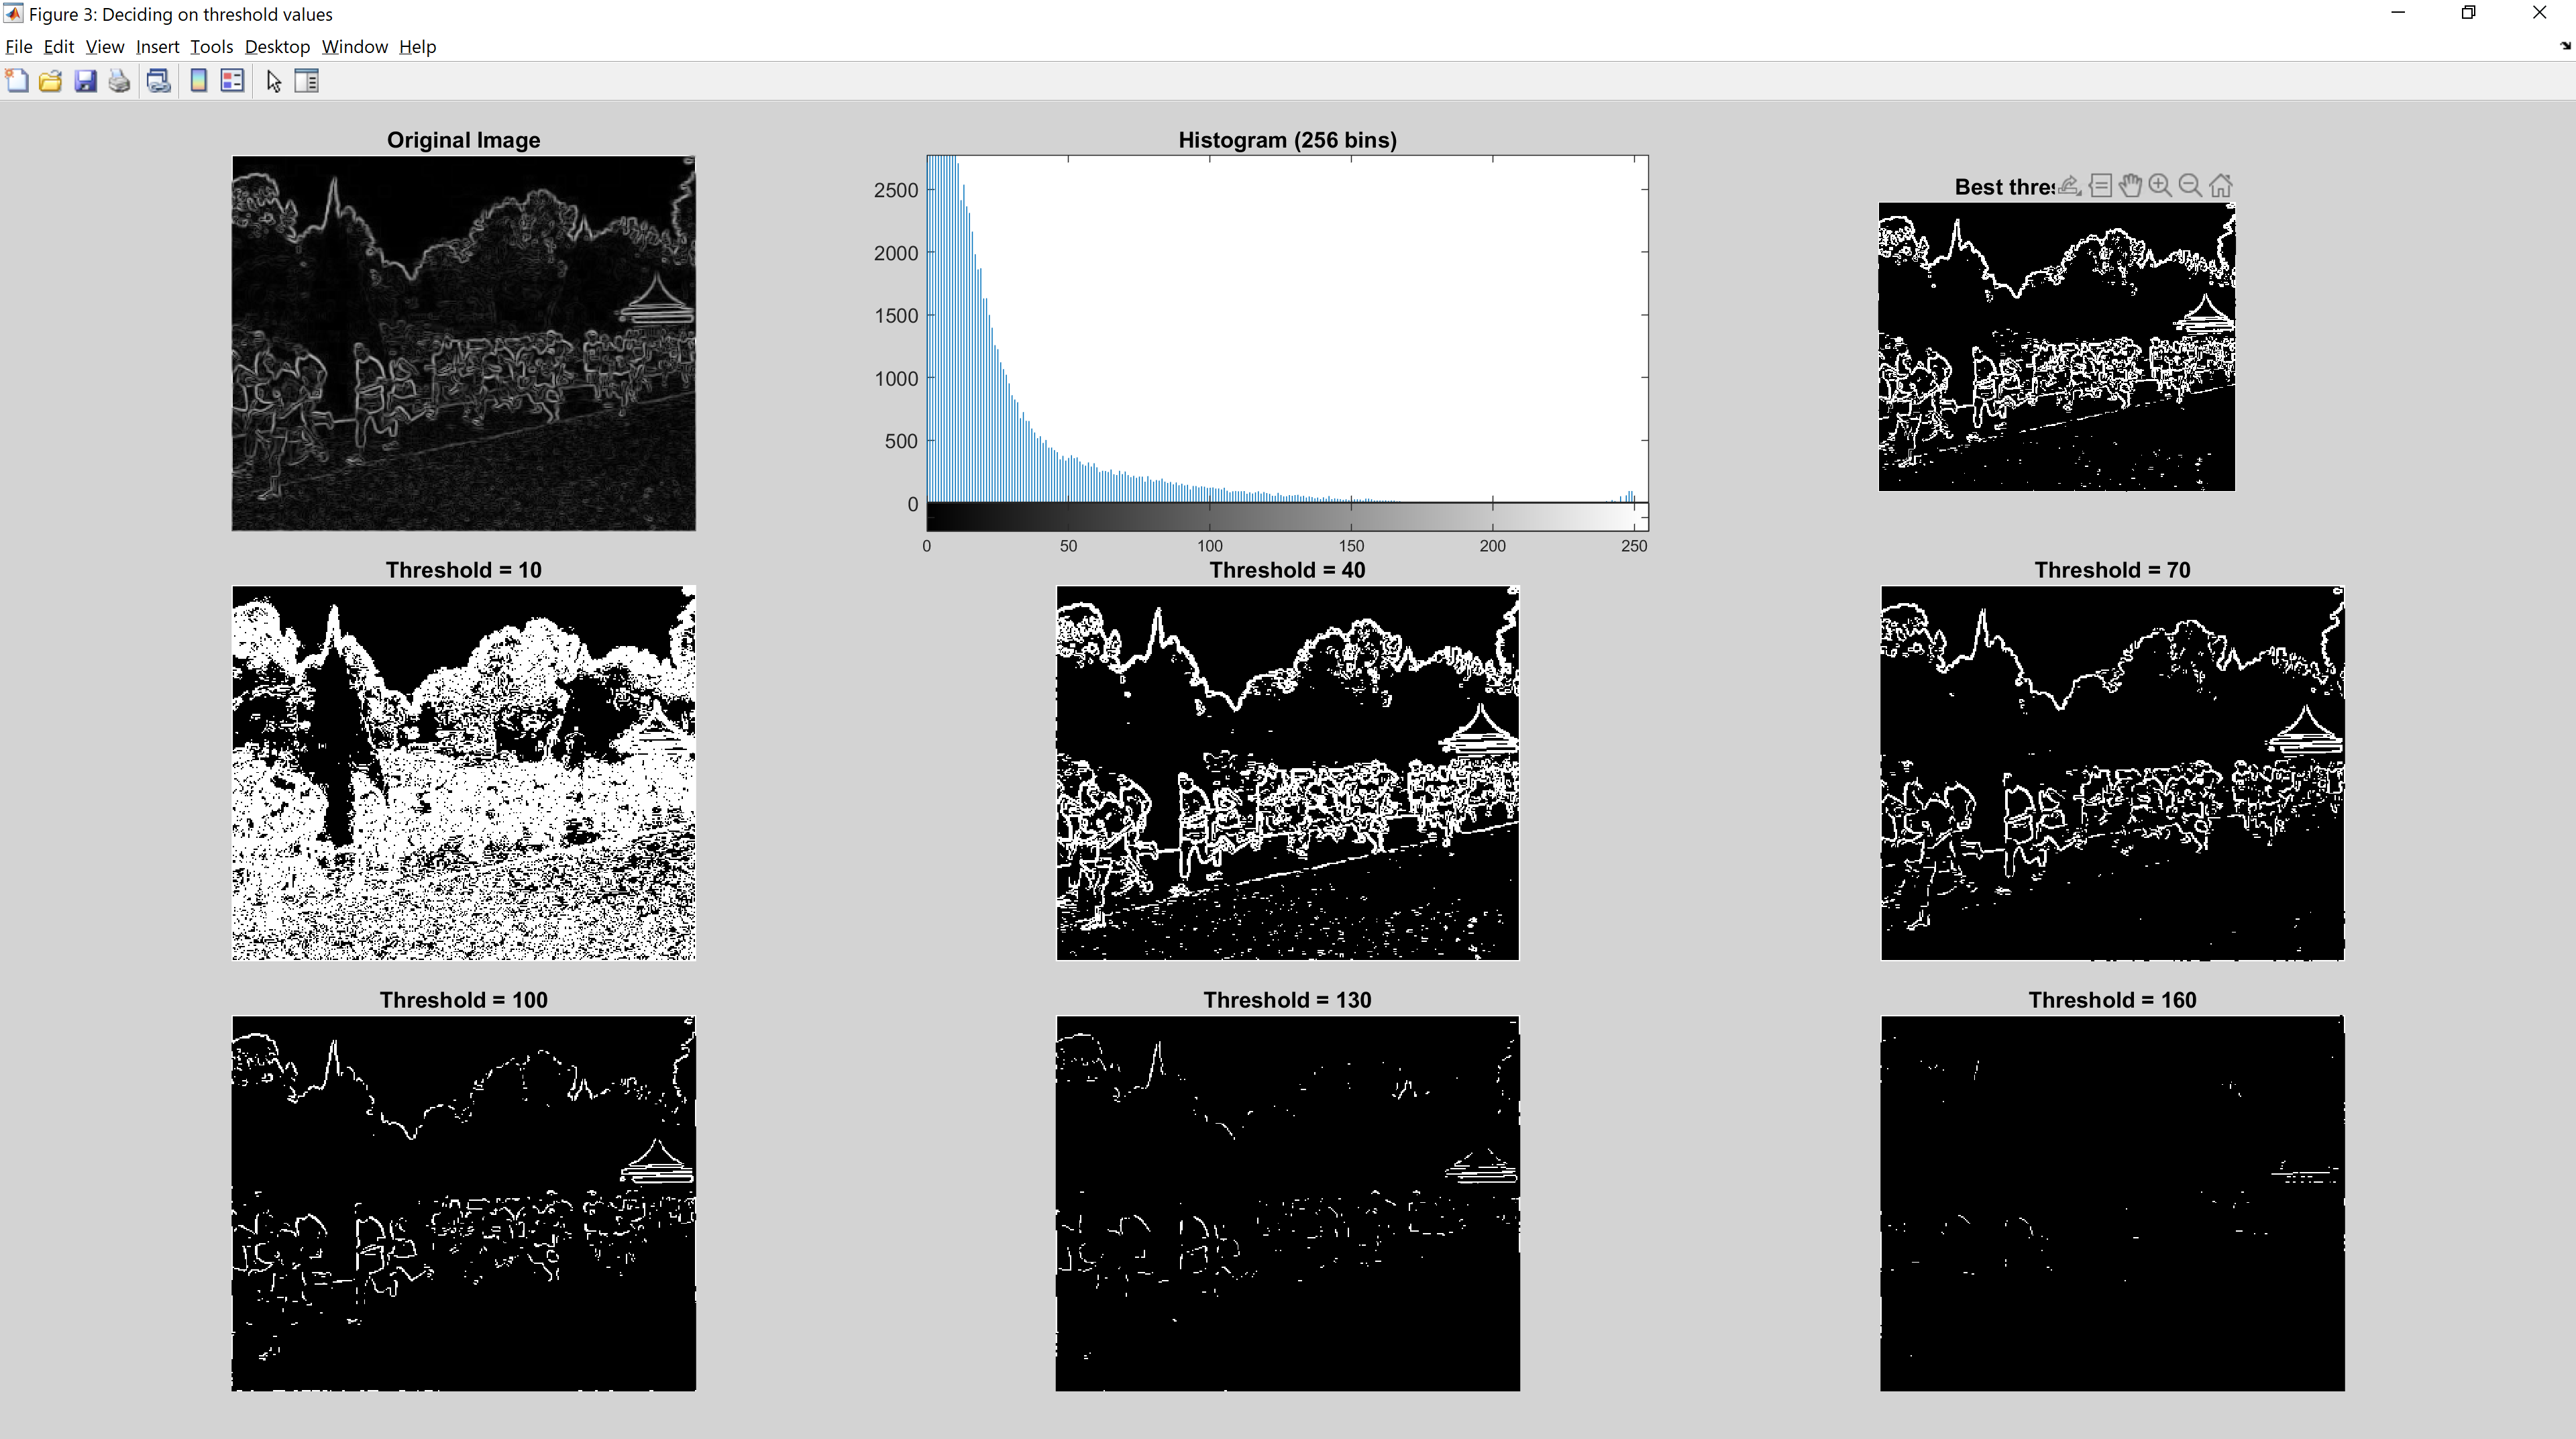 Figure 3: Deciding on threshold values
File Edit View Insert Tools Desktop Window Help
Original Image
Histogram (256 bins)
2500
2000
1500
1000
500
0
0 50 100 150 200 250
Best
Threshold = 10
Threshold = 40
Threshold = 70
Threshold = 100
Threshold = 130
Threshold = 160